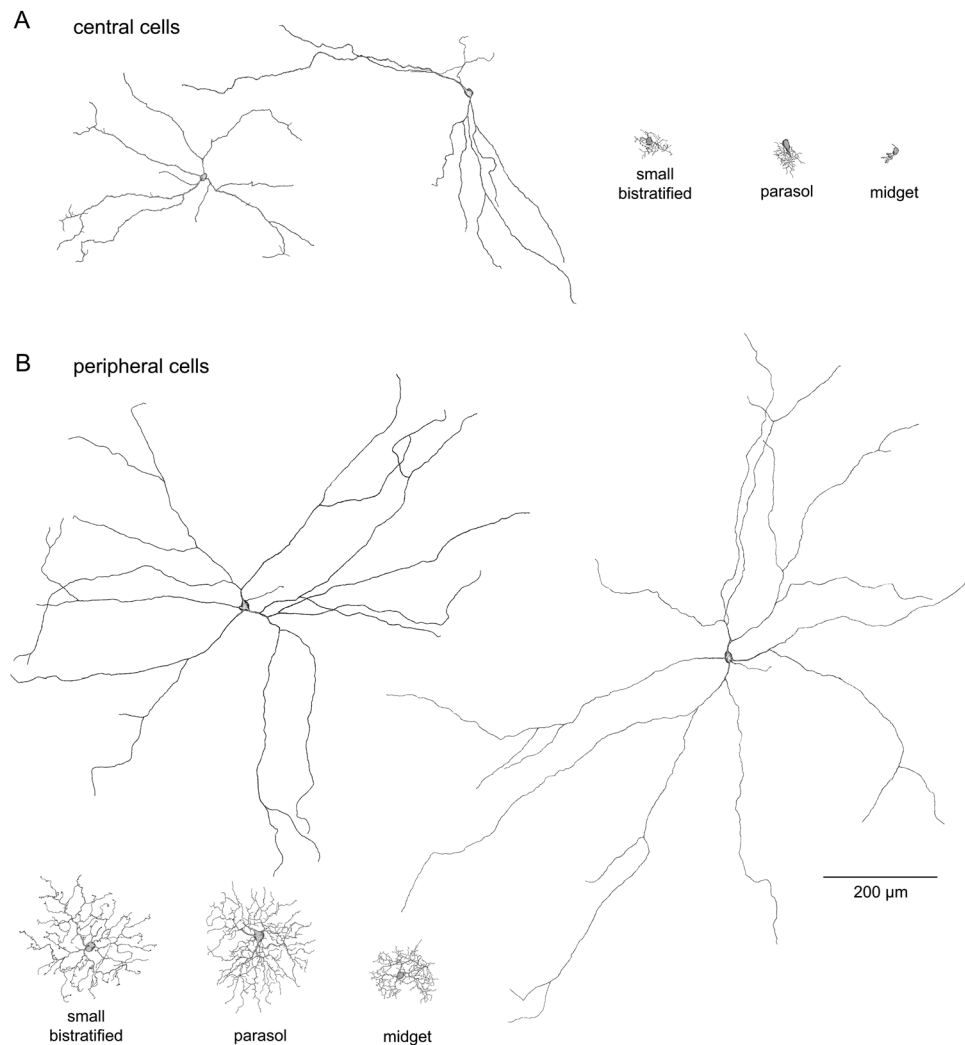 A
central cells
small
bistratified
parasol
midget
B
peripheral cells
200 µm
small
bistratified
parasol
midget